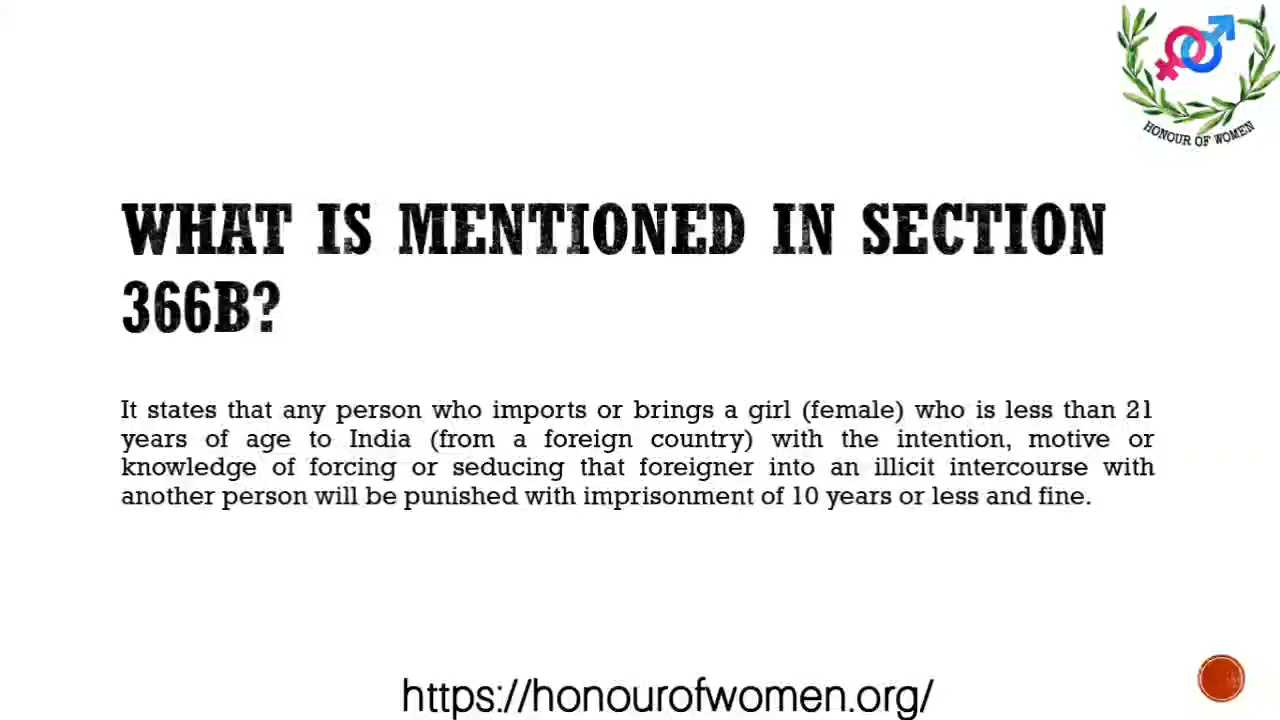 HONOUR OF WOMEN
WHAT IS MENTIONED IN SECTION
366B?
It states that any person who imports or brings a girl (female) who is less than 21
years of age to India (from a foreign country) with the intention, motive or
knowledge of forcing or seducing that foreigner into an illicit intercourse with
another person will be punished with imprisonment of 10 years or less and fine.
https://honourofwomen.org/